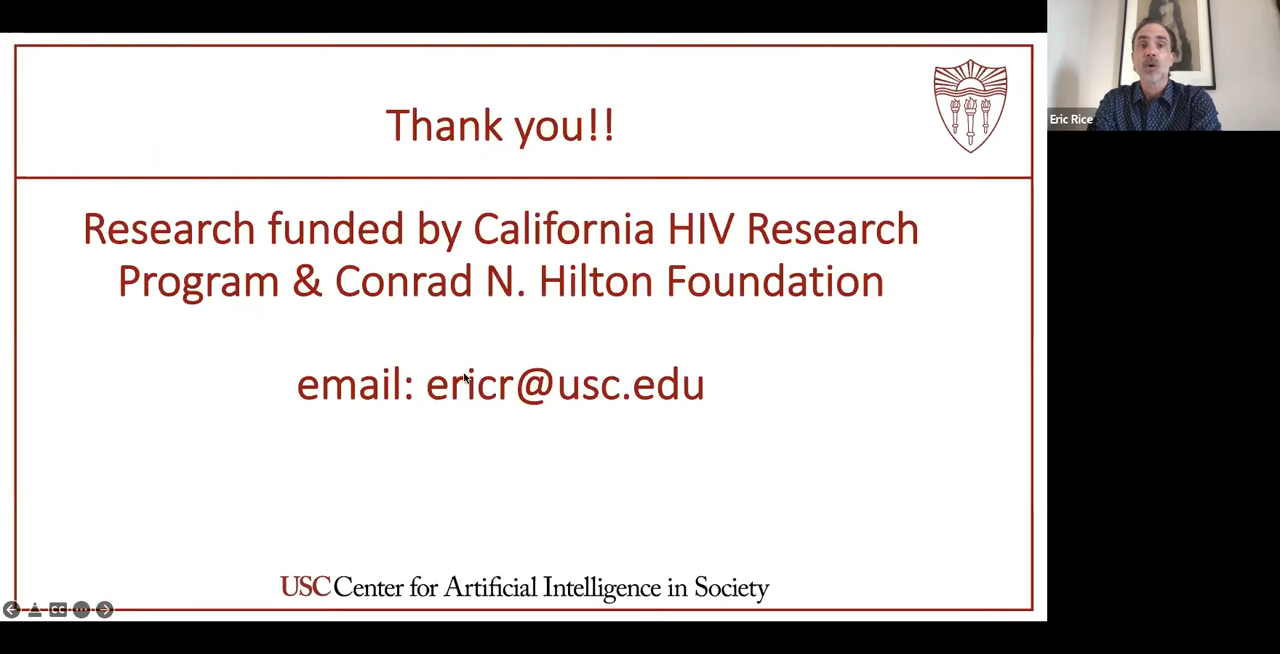 Thank you!!
Eric Rice
Research funded by California HIV Research
Program & Conrad N. Hilton Foundation
email: ericr@usc.edu
USC Center for Artificial Intelligence in Society
CC